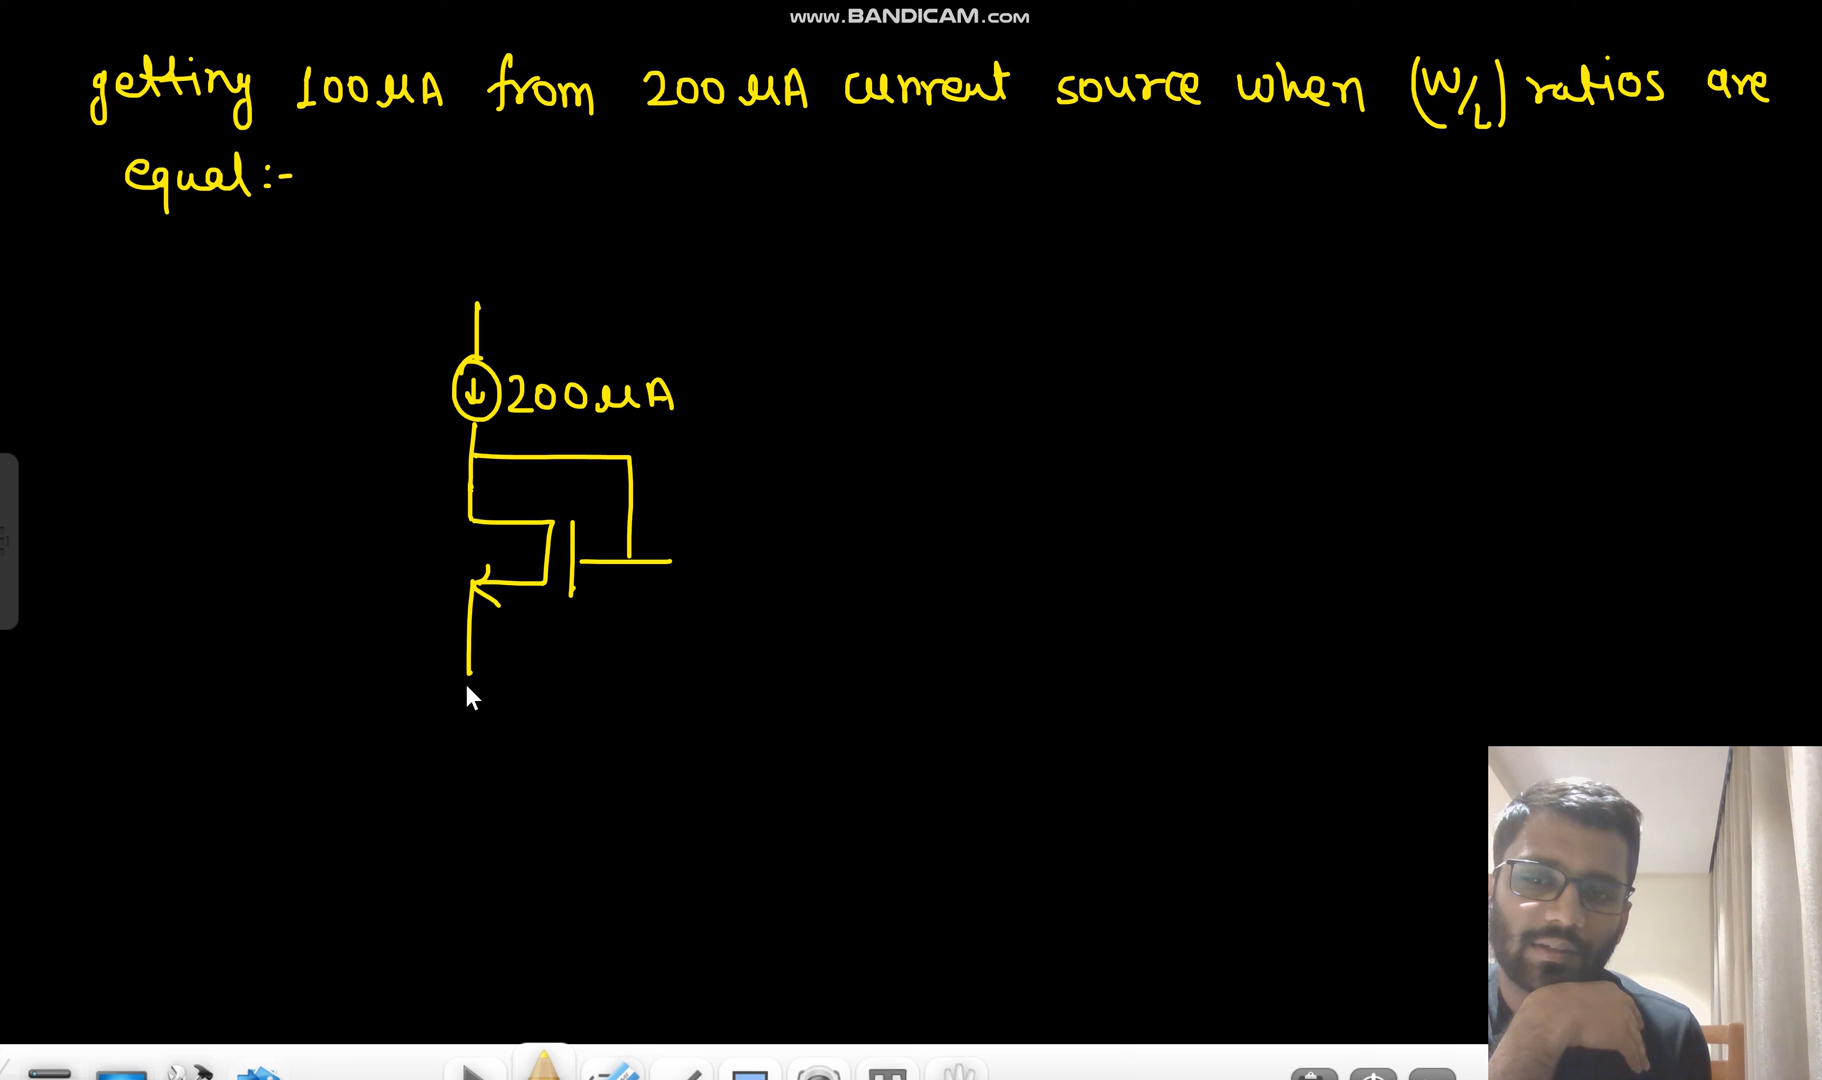 www.BANDICAM.com
getting 100μA from 200μA current source when (W/L) ratios are
equal:-
200μA